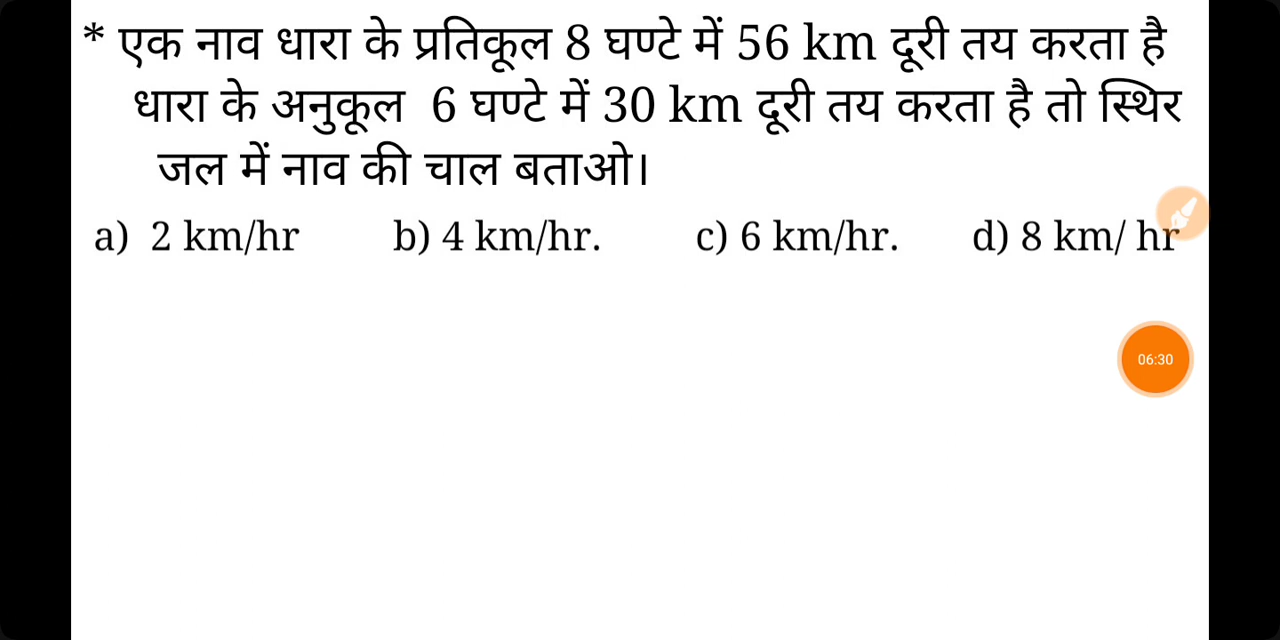 * एक नाव धारा के प्रतिकूल 8 घण्टे में 56 km दूरी तय करता है
धारा के अनुकूल 6 घण्टे में 30 km दूरी तय करता है तो स्थिर
जल में नाव की चाल बताओ।
a) 2 km/hr b) 4 km/hr. c) 6 km/hr. d) 8 km/ hr
06:30